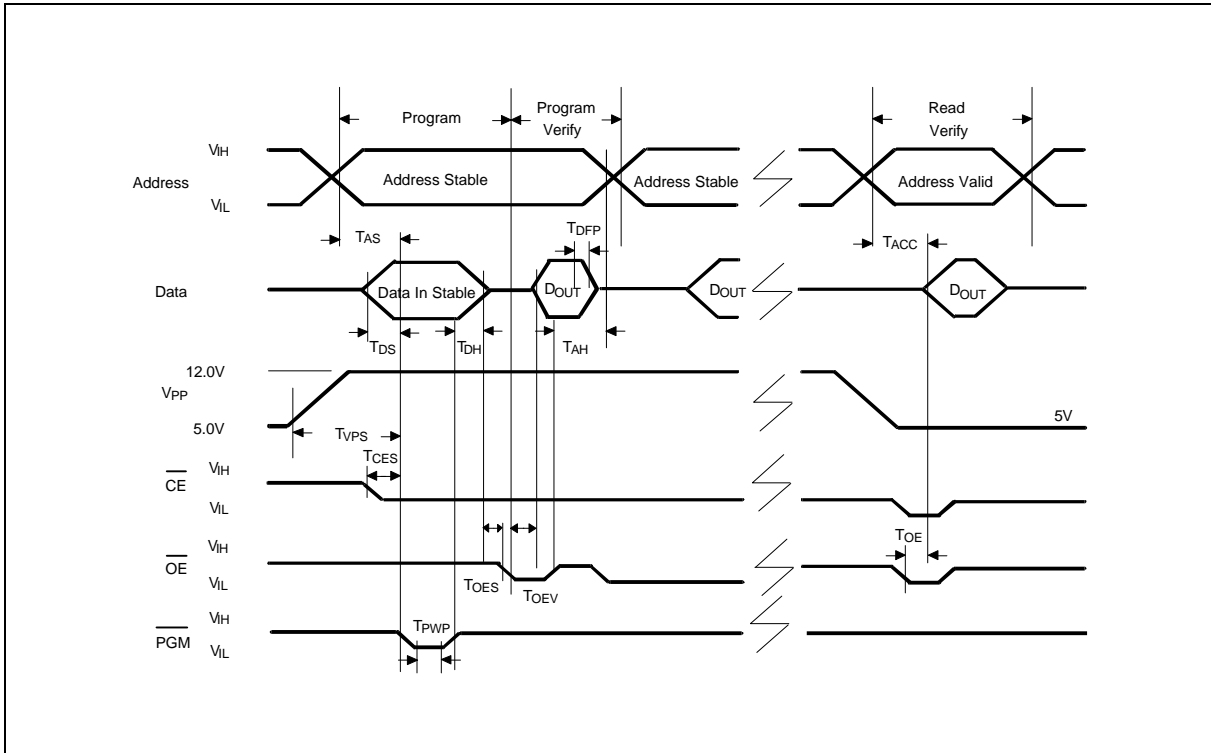 Program
Program
Verify
Read
Verify
VIH
Address
VIL
Address Stable
Address Stable
Address Valid
TAS
TDFP
TACC
Data
Data In Stable
DOUT
DOUT
DOUT
TDS
TDH
TAH
12.0V
VPP
5.0V
5V
TVPS
TCES
VIH
CE
VIL
TOE
VIH
OE
VIL
TOES
TOEV
VIH
PGM
VIL
TPWP